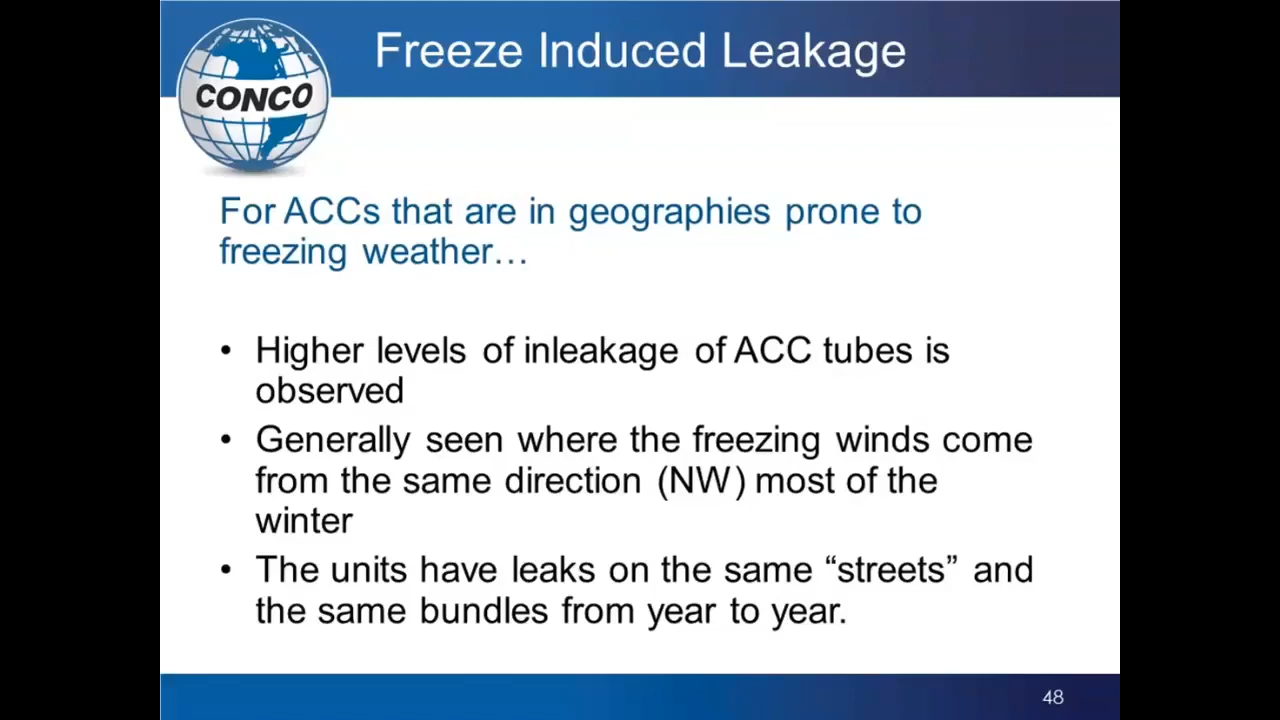 Freeze Induced Leakage
CONCO
For ACCs that are in geographies prone to
freezing weather…
• Higher levels of inleakage of ACC tubes is
observed
• Generally seen where the freezing winds come
from the same direction (NW) most of the
winter
• The units have leaks on the same “streets” and
the same bundles from year to year.
48